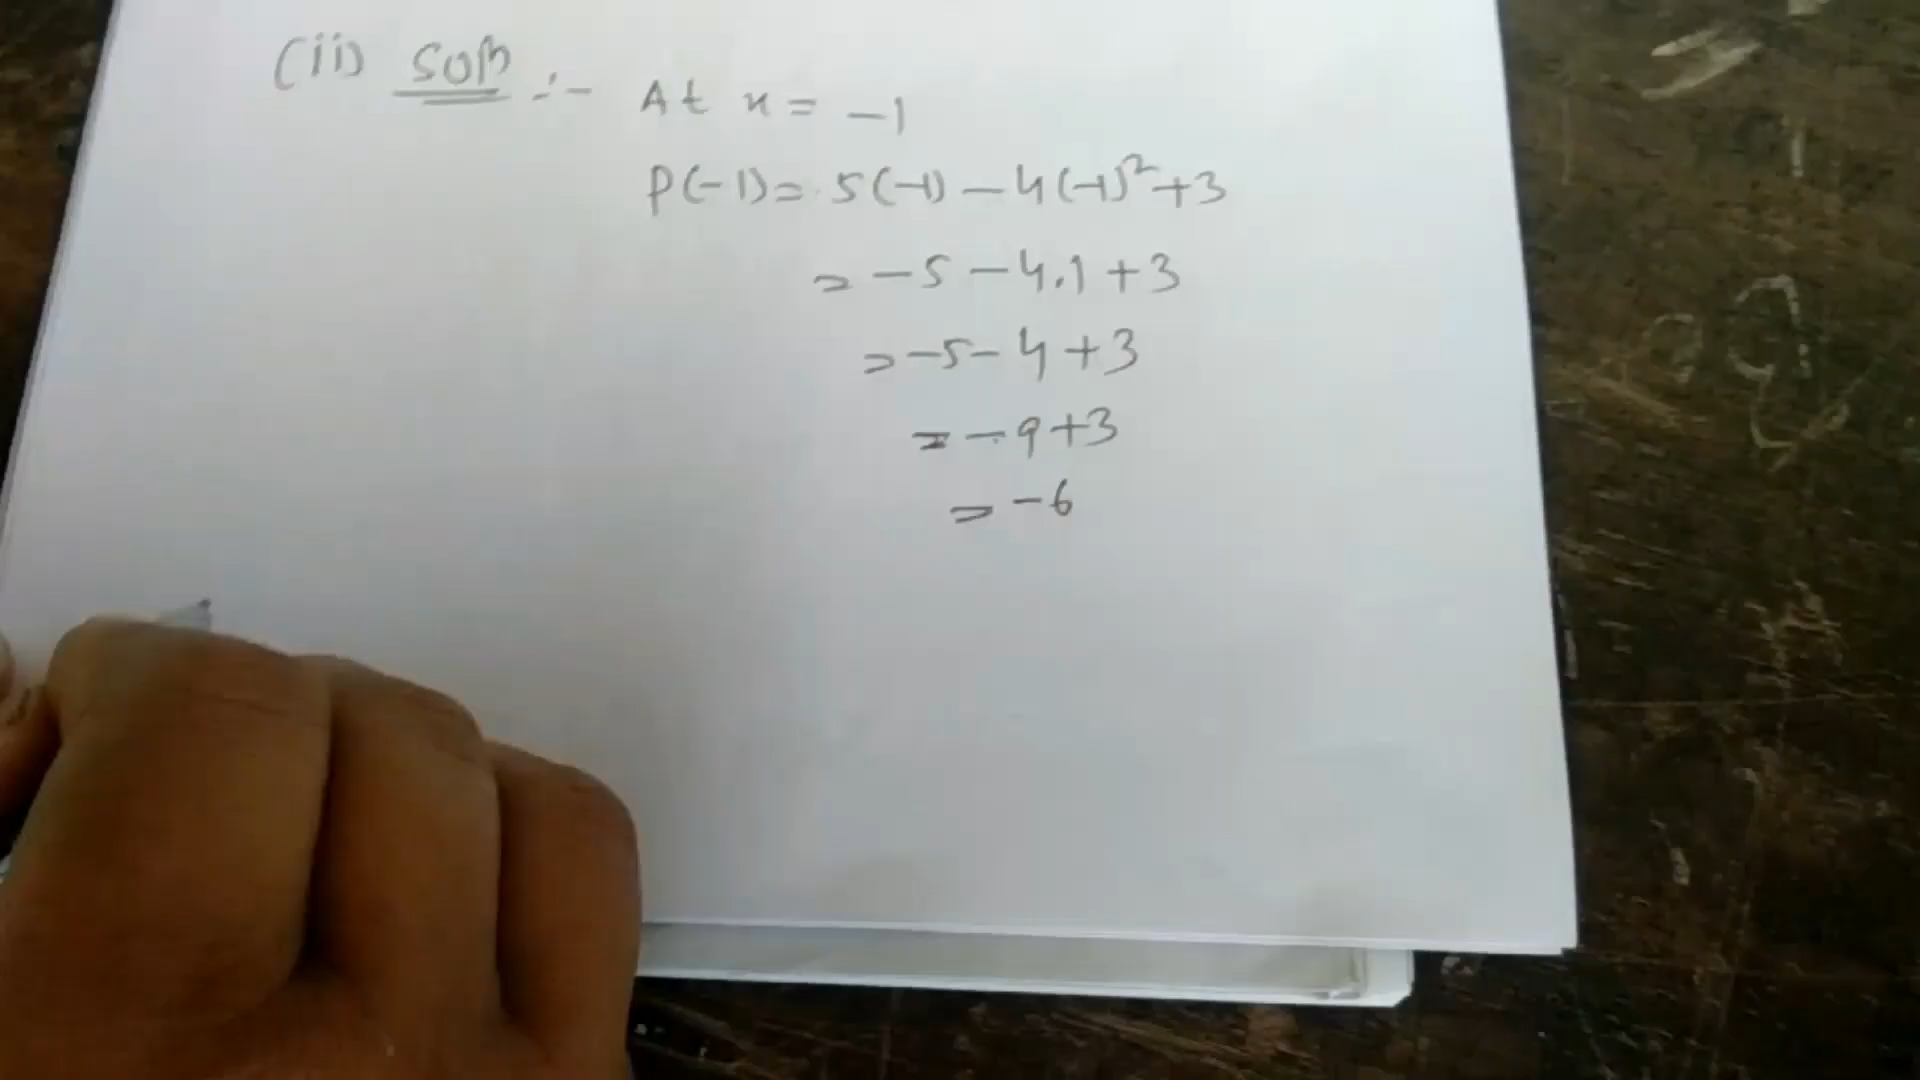 (ii) Soln :- At x = -1
P(-1) = 5(-1) - 4(-1)²+3
= -5 - 4.1 + 3
= -5 - 4 + 3
= -9+3
= -6